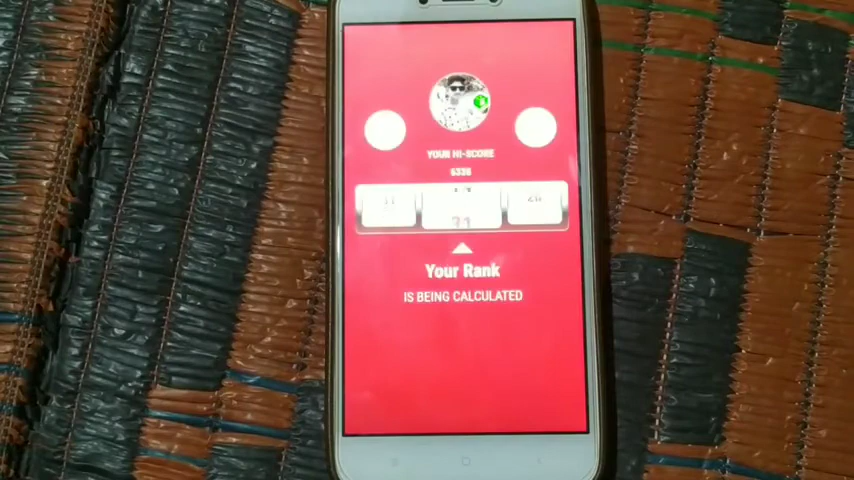 YOUR HI-SCORE
6336
Your Rank
IS BEING CALCULATED